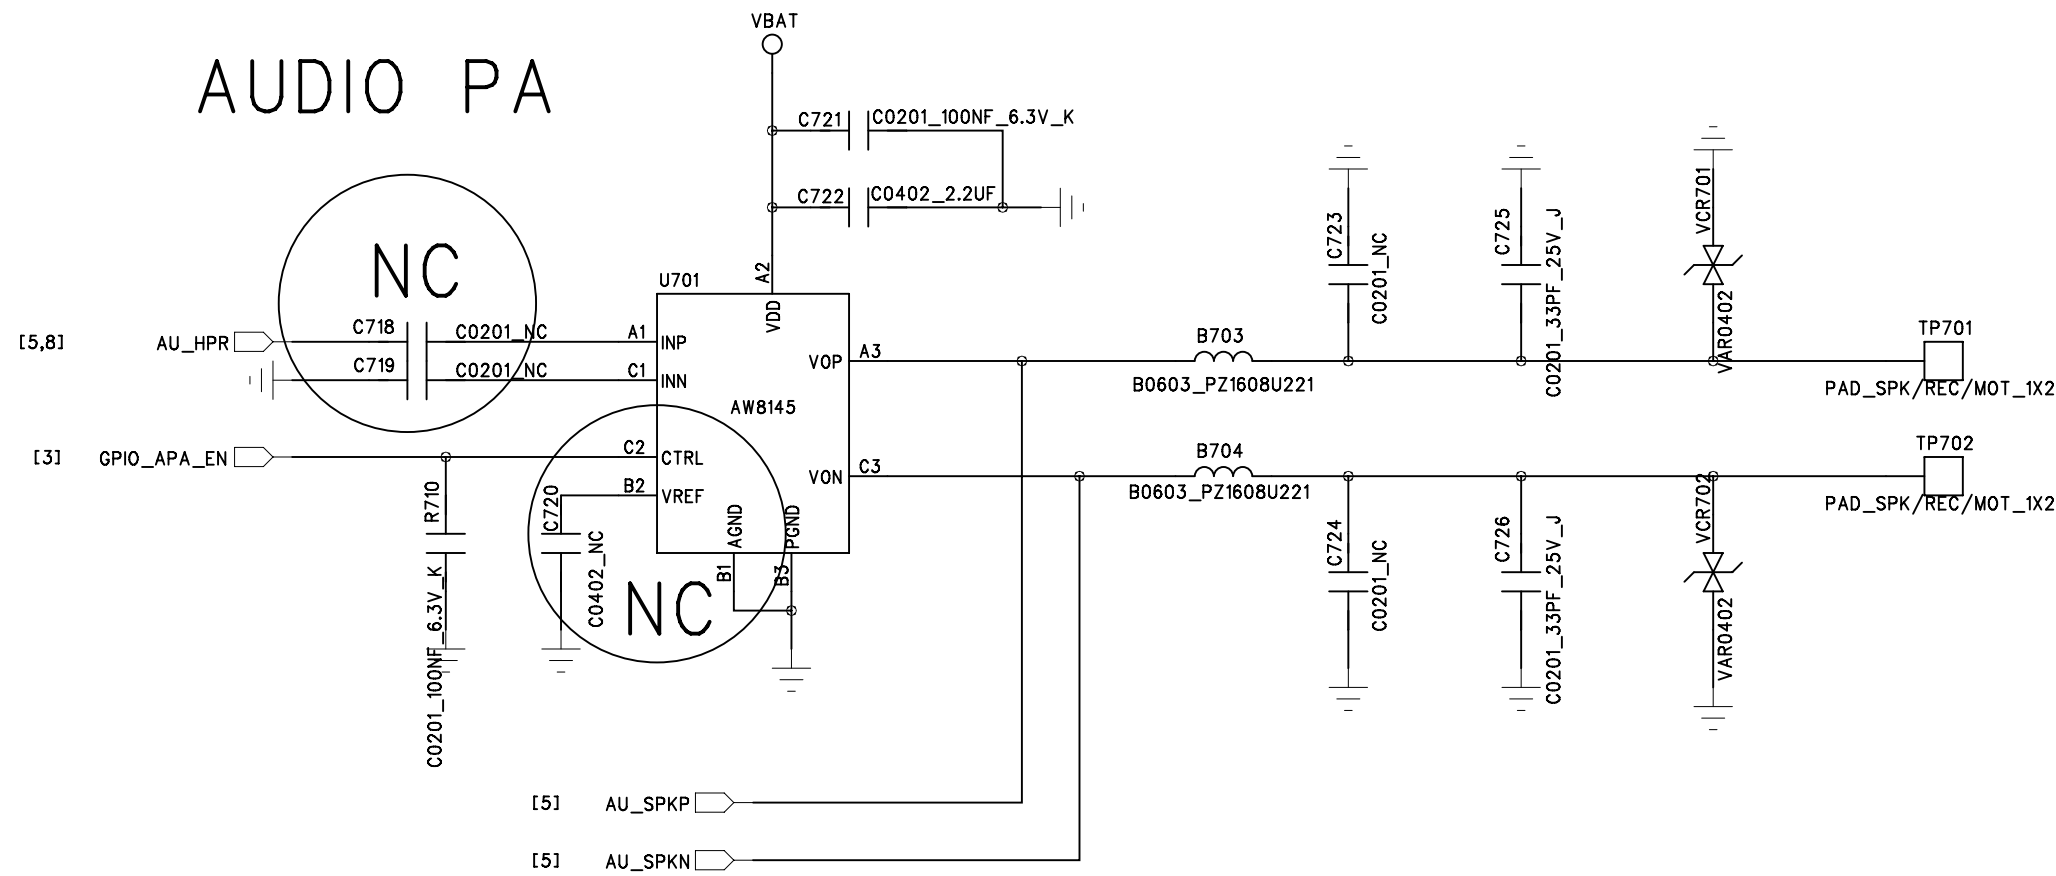 VBAT
AUDIO PA
C721 C0201_100NF_6.3V_K
C722 C0402_2.2UF
NC
U701
A2
VDD
[5,8] AU_HPR
C718 C0201_NC A1 INP
C719 C0201_NC C1 INN
AW8145
[3] GPIO_APA_EN
C2 CTRL
B2 VREF
R710
C0201_100NF_6.3V_K
C720
C0402_NC
NC
AGND
B1
PGND
B3
VOP A3
VON C3
B703
B0603_PZ1608U221
B704
B0603_PZ1608U221
C723
C0201_NC
C725
C0201_33PF_25V_J
VCR701
VAR0402
TP701
PAD_SPK/REC/MOT_1X2
TP702
PAD_SPK/REC/MOT_1X2
C724
C0201_NC
C726
C0201_33PF_25V_J
VCR702
VAR0402
[5] AU_SPKP
[5] AU_SPKN